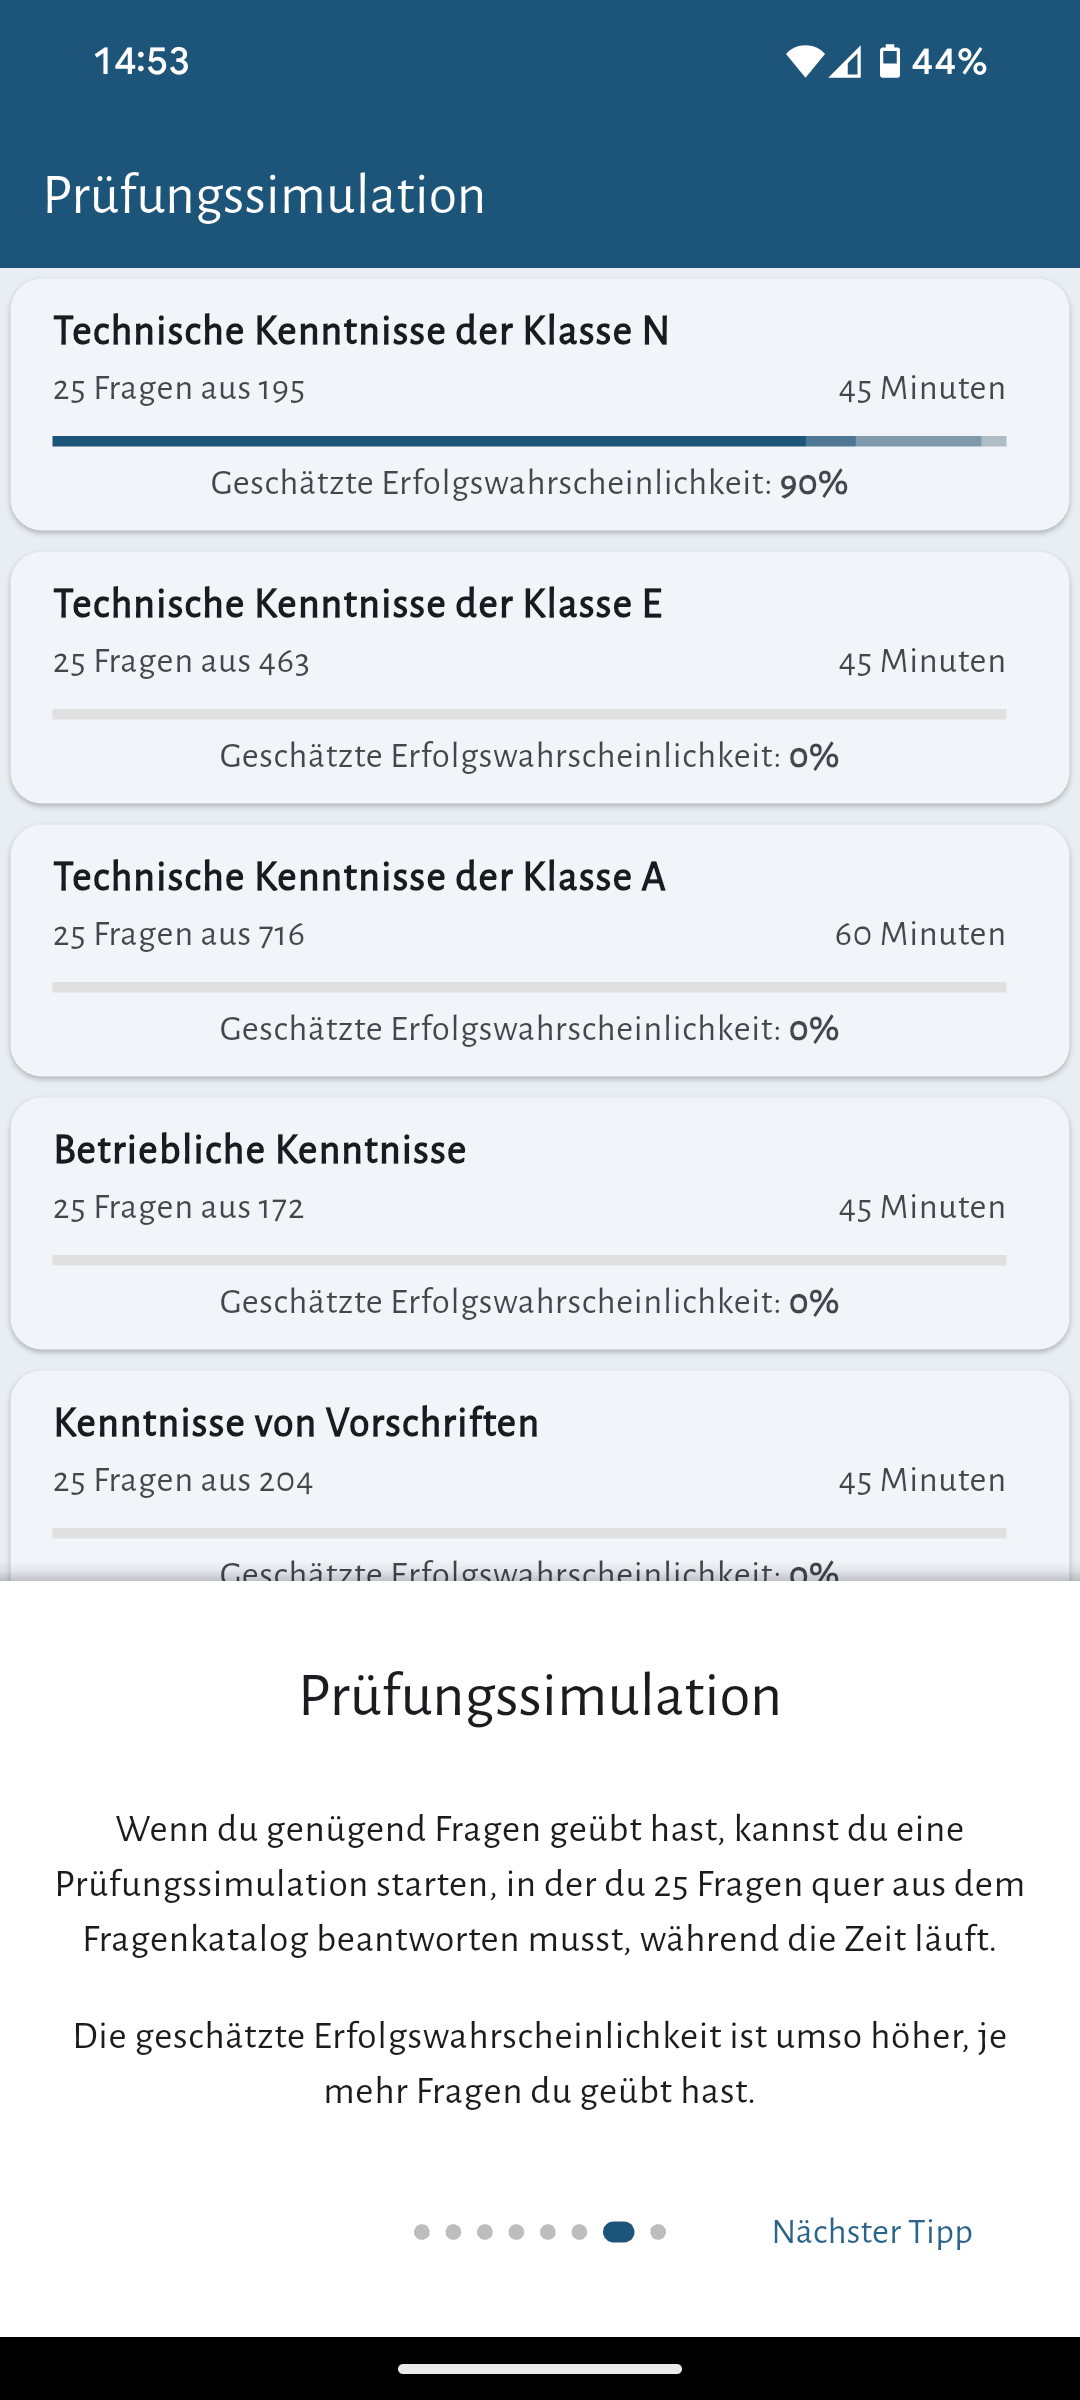 14:53
44%
Prüfungssimulation
Technische Kenntnisse der Klasse N
25 Fragen aus 195
45 Minuten
Geschätzte Erfolgswahrscheinlichkeit: 90%
Technische Kenntnisse der Klasse E
25 Fragen aus 463
45 Minuten
Geschätzte Erfolgswahrscheinlichkeit: 0%
Technische Kenntnisse der Klasse A
25 Fragen aus 716
60 Minuten
Geschätzte Erfolgswahrscheinlichkeit: 0%
Betriebliche Kenntnisse
25 Fragen aus 172
45 Minuten
Geschätzte Erfolgswahrscheinlichkeit: 0%
Kenntnisse von Vorschriften
25 Fragen aus 204
45 Minuten
Geschätzte Erfolgswahrscheinlichkeit: 0%
Prüfungssimulation
Wenn du genügend Fragen geübt hast, kannst du eine
Prüfungssimulation starten, in der du 25 Fragen quer aus dem
Fragenkatalog beantworten musst, während die Zeit läuft.
Die geschätzte Erfolgswahrscheinlichkeit ist umso höher, je
mehr Fragen du geübt hast.
Nächster Tipp